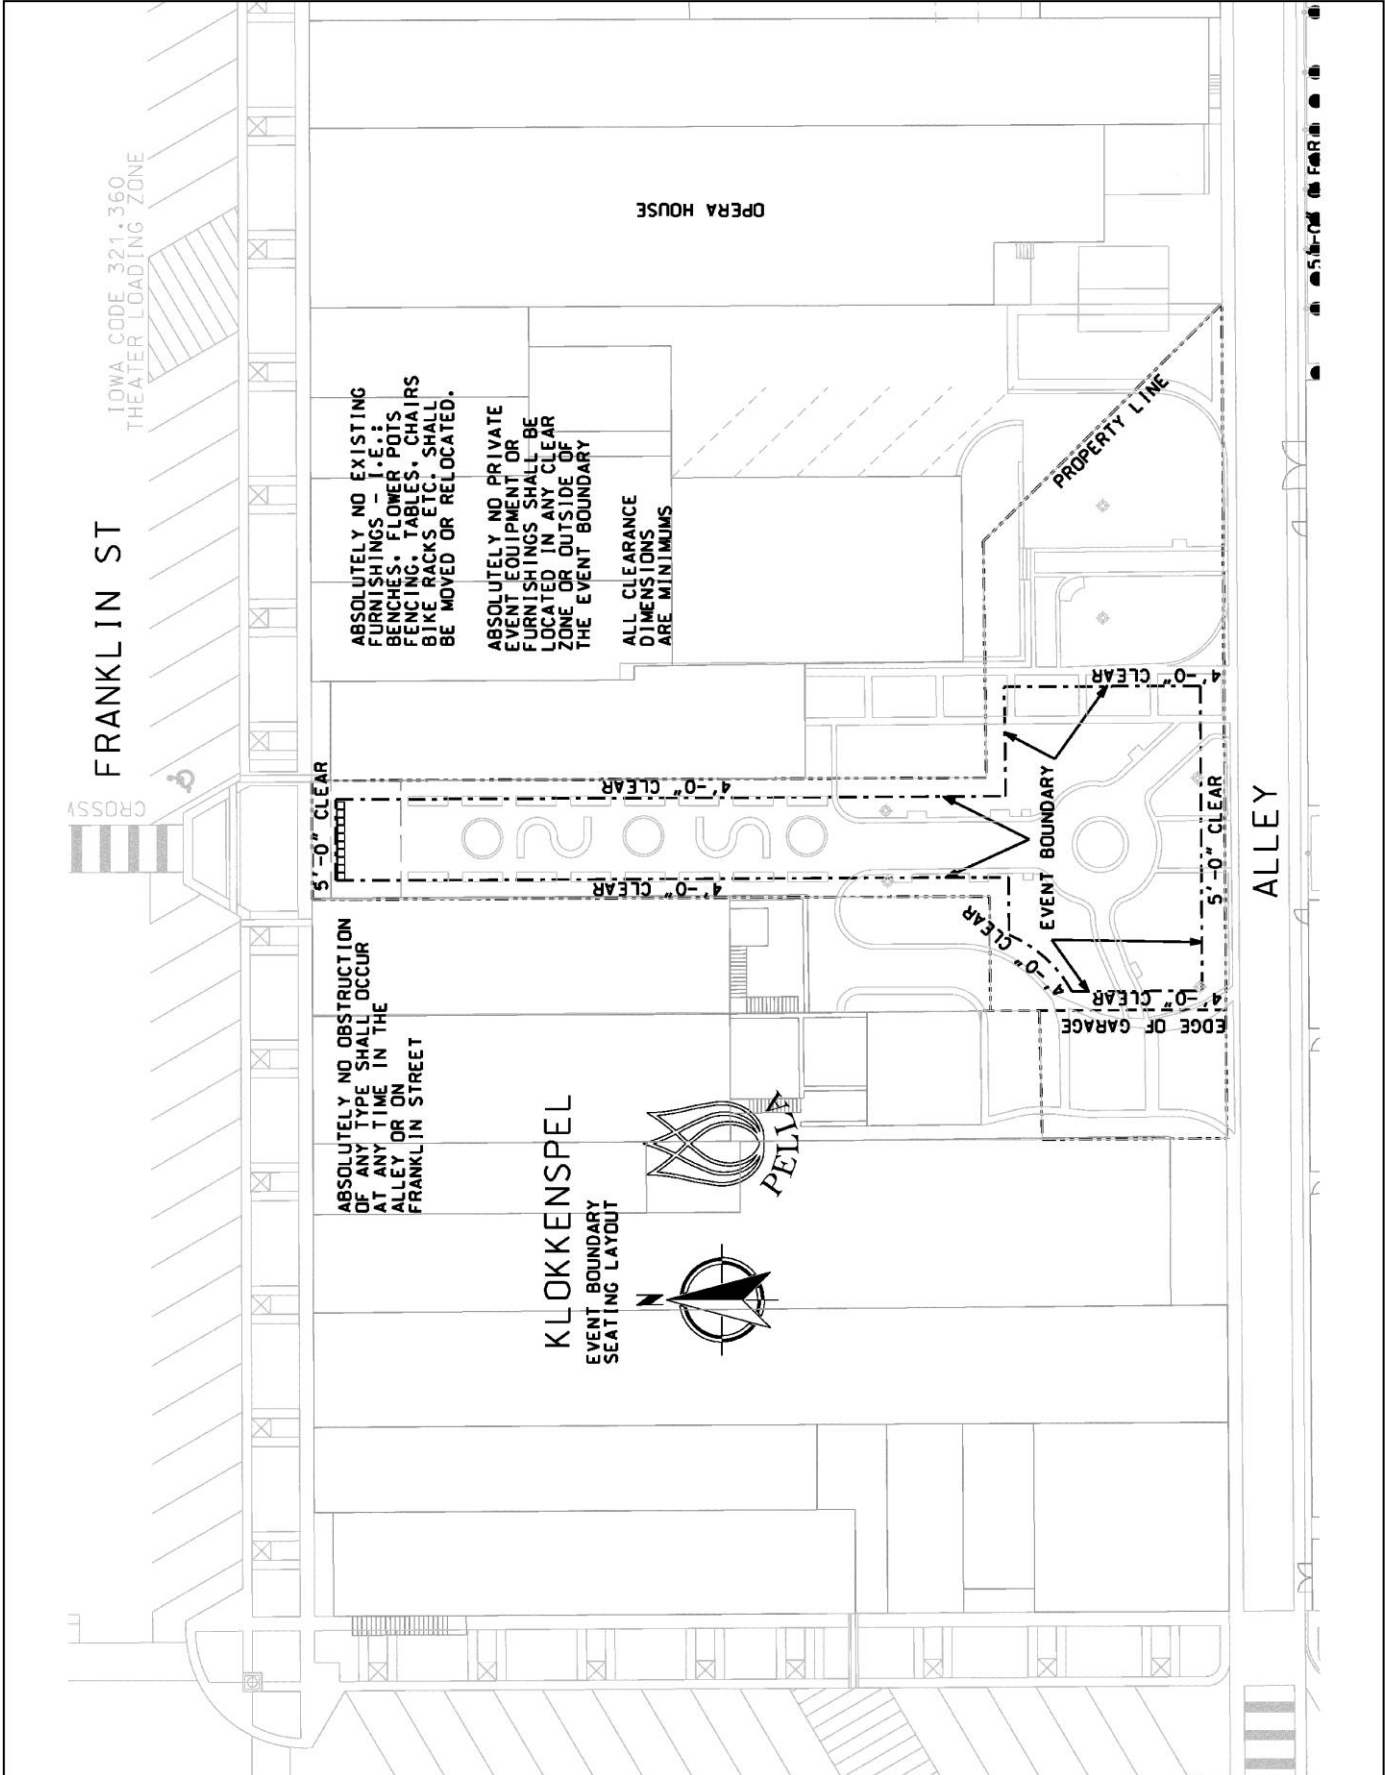 FRANKLIN ST
IOWA CODE 321.360
THEATER LOADING ZONE
OPERA HOUSE
ABSOLUTELY NO EXISTING
FURNISHINGS - I.E.:
BENCHES, FLOWER POTS
FENCING, TABLES, CHAIRS
BIKE RACKS ETC. SHALL
BE MOVED OR RELOCATED.
ABSOLUTELY NO PRIVATE
EVENT EQUIPMENT OR
FURNISHINGS SHALL BE
LOCATED IN ANY CLEAR
ZONE OR OUTSIDE OF
THE EVENT BOUNDARY
ALL CLEARANCE
DIMENSIONS
ARE MINIMUMS
PROPERTY LINE
5'-0" CLEAR
4'-0" CLEAR
4'-0" CLEAR
4'-0" CLEAR
EVENT BOUNDARY
5'-0" CLEAR
4'-0" CLEAR
4'-0" CLEAR
EDGE OF GARAGE
ALLEY
ABSOLUTELY NO OBSTRUCTION
OF ANY TYPE SHALL OCCUR
AT ANY TIME IN THE
ALLEY OR ON
FRANKLIN STREET
KLOKKENSPEL
EVENT BOUNDARY
SEATING LAYOUT
PELLA
N